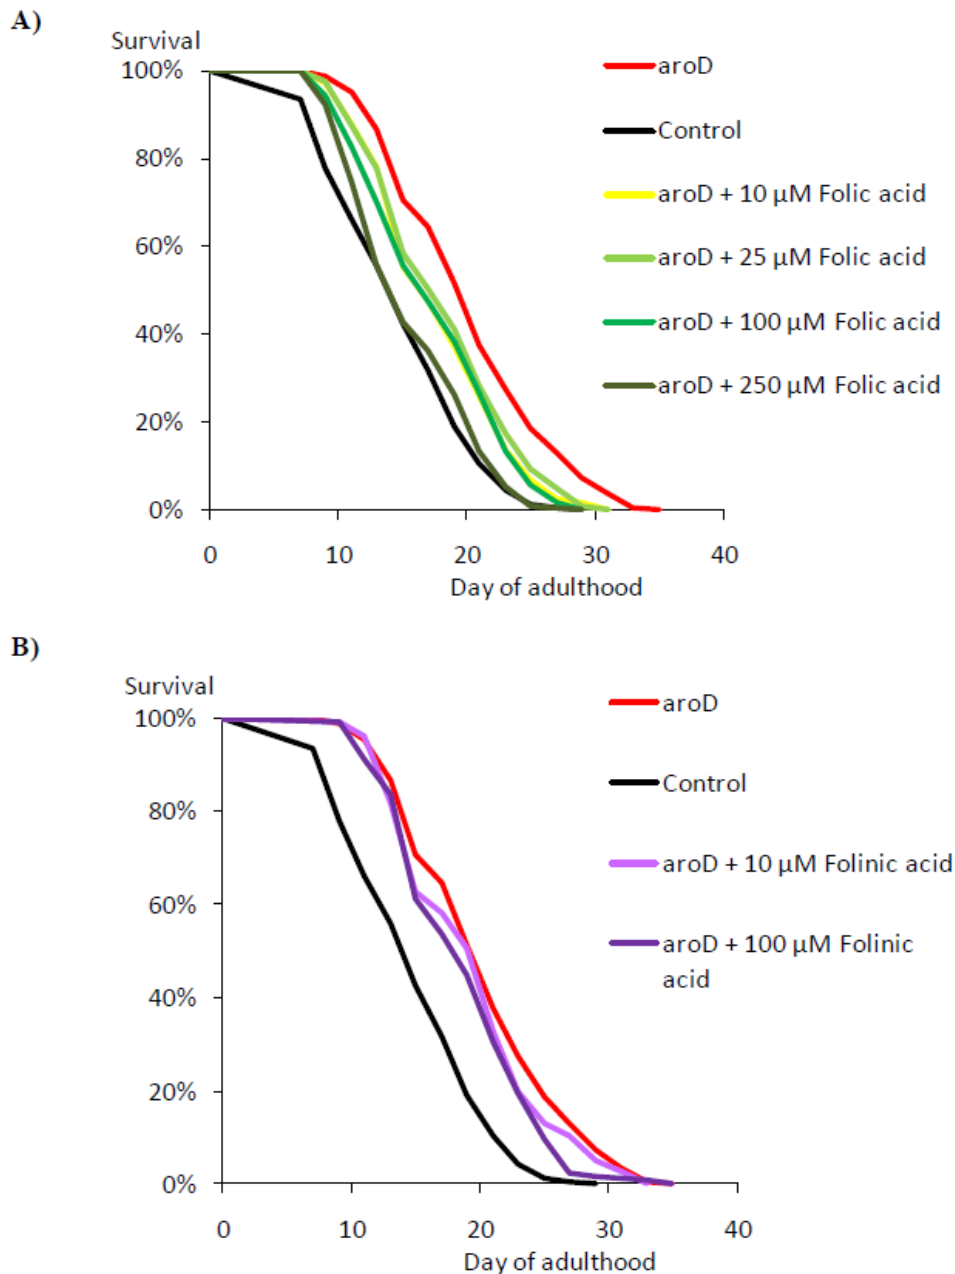 A)
Survival
100%
80%
60%
40%
20%
0%
0 10 20 30 40
Day of adulthood
aroD
Control
aroD + 10 µM Folic acid
aroD + 25 µM Folic acid
aroD + 100 µM Folic acid
aroD + 250 µM Folic acid
B)
Survival
100%
80%
60%
40%
20%
0%
0 10 20 30 40
Day of adulthood
aroD
Control
aroD + 10 µM Folinic acid
aroD + 100 µM Folinic
acid